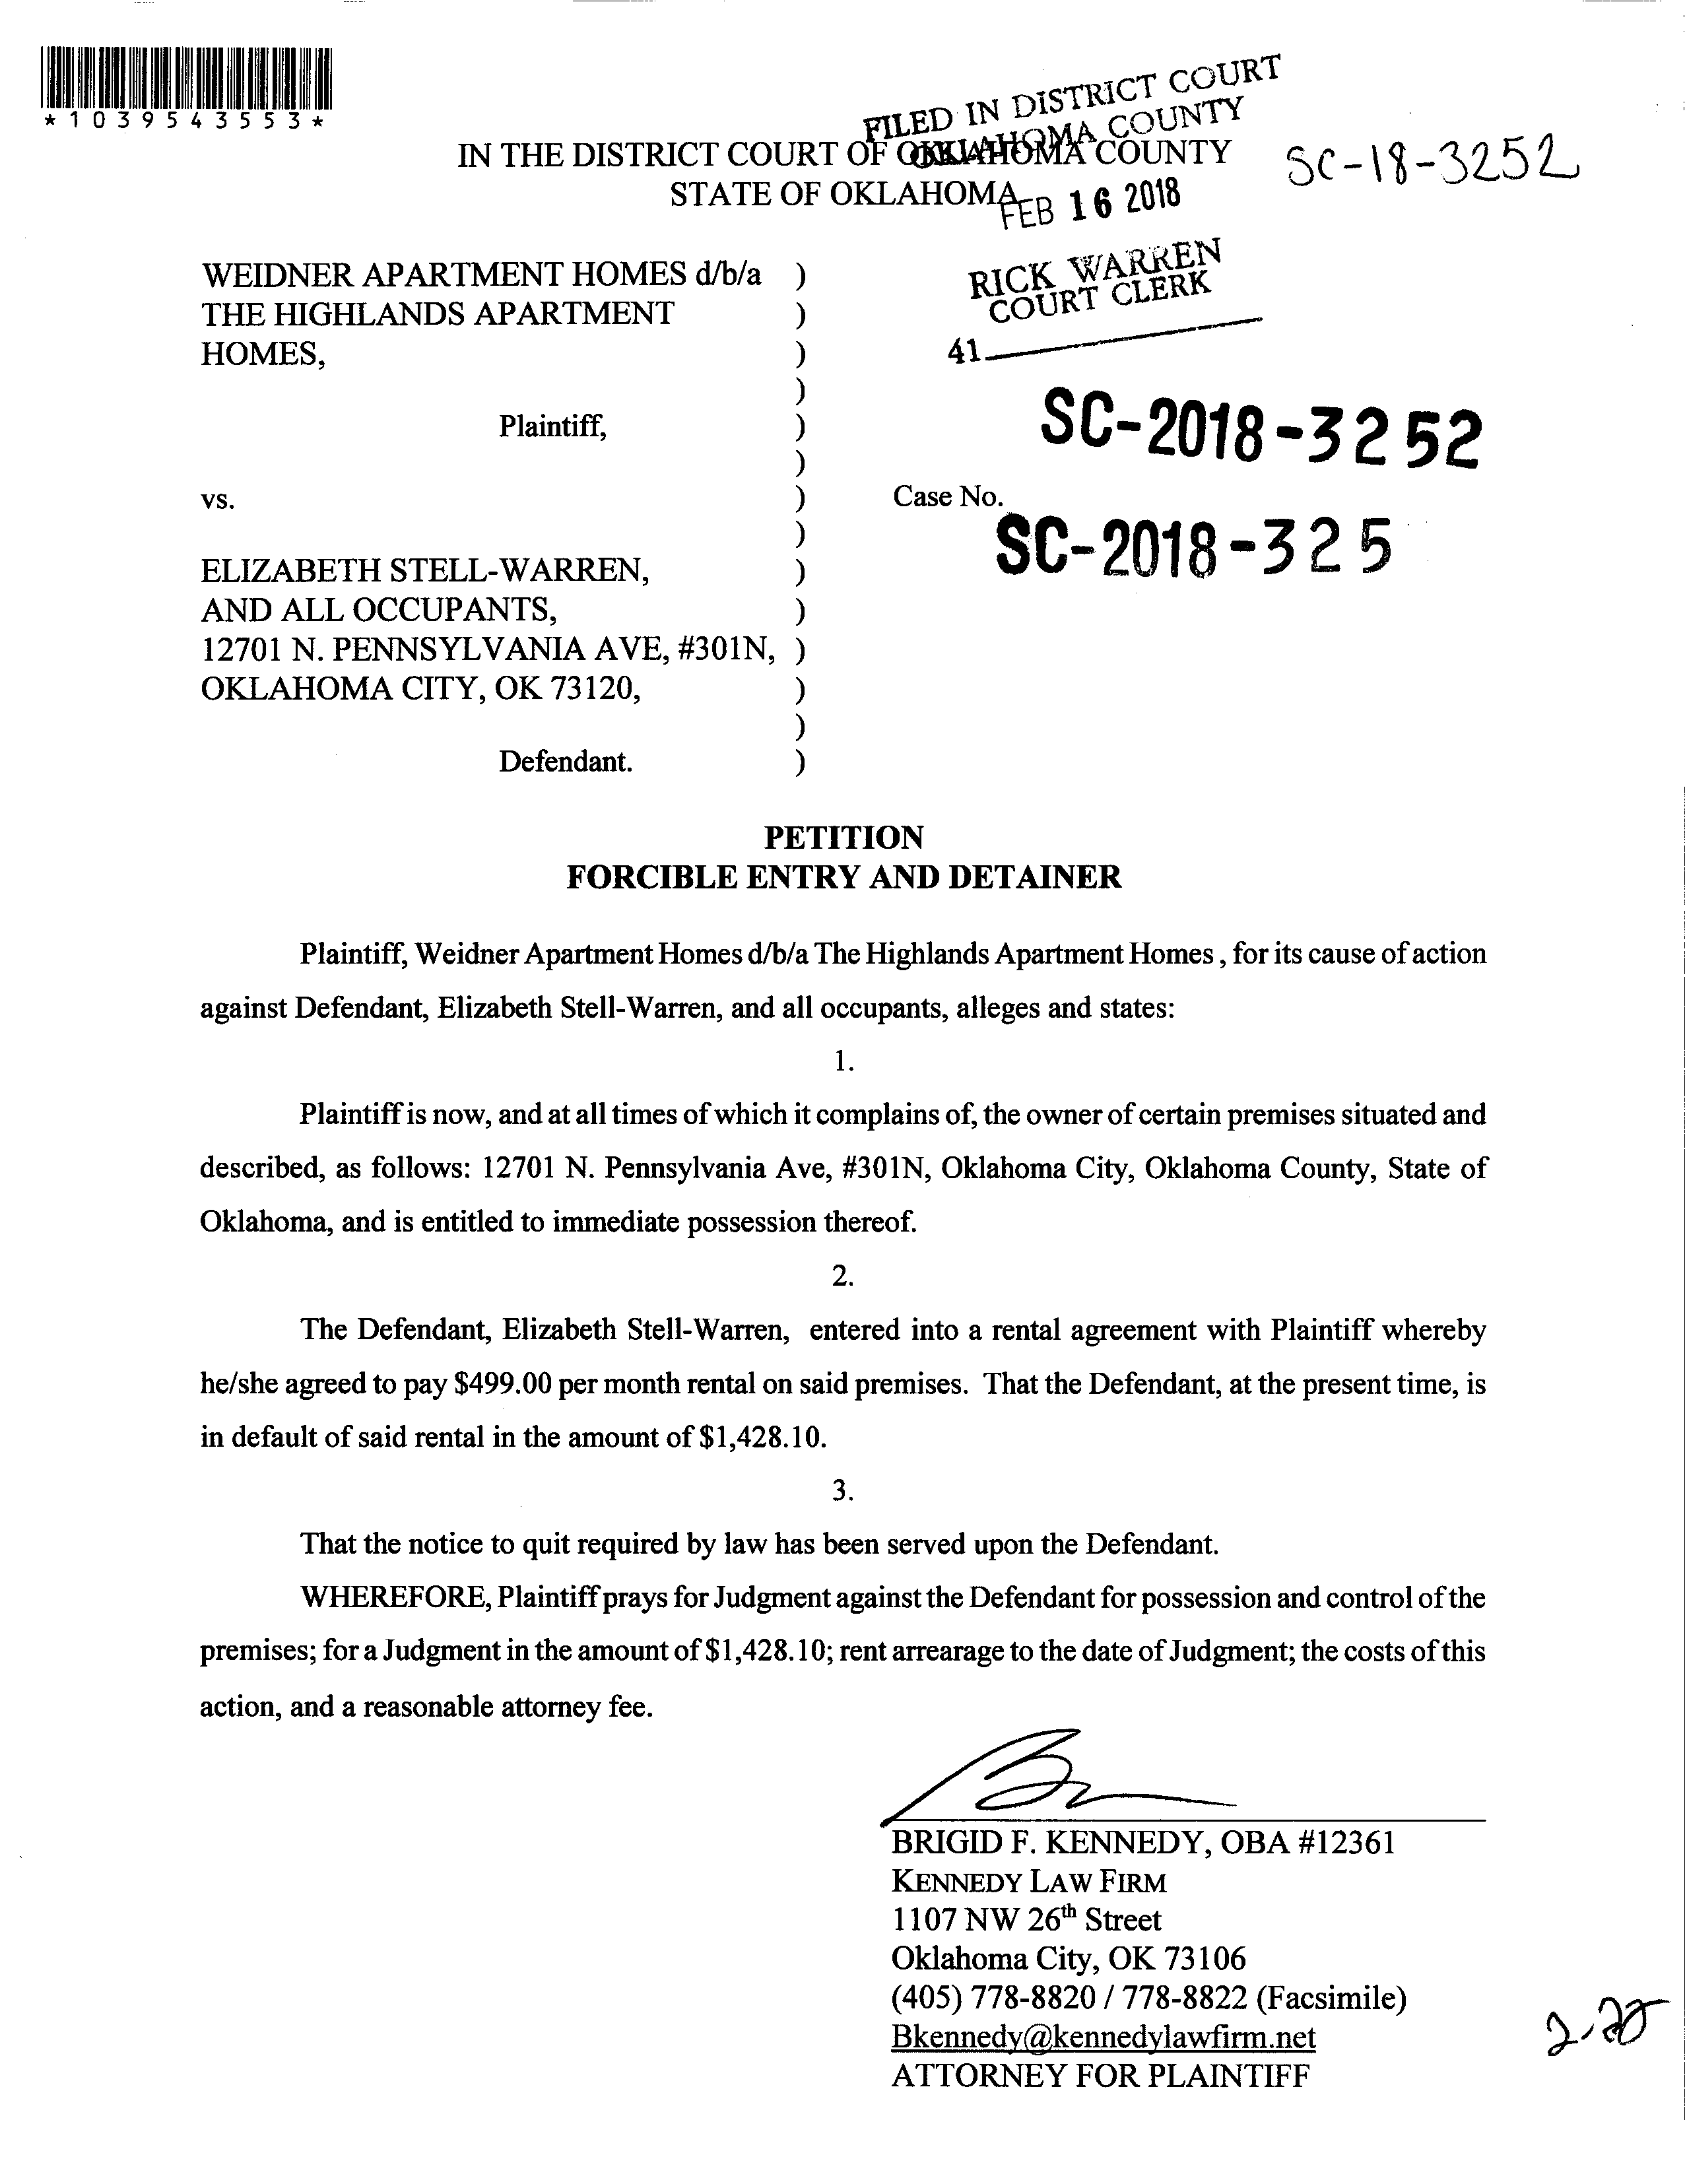 *1039543553*
FILED IN DISTRICT COURT
OKLAHOMA COUNTY
IN THE DISTRICT COURT OF OKLAHOMA COUNTY
SC-18-3252
STATE OF OKLAHOMA
FEB 16 2018
RICK WARREN
COURT CLERK
41
WEIDNER APARTMENT HOMES d/b/a )
THE HIGHLANDS APARTMENT )
HOMES, )
)
Plaintiff, )
SC-2018-3252
)
vs. ) Case No.
)
SC-2018-325
ELIZABETH STELL-WARREN, )
AND ALL OCCUPANTS, )
12701 N. PENNSYLVANIA AVE, #301N, )
OKLAHOMA CITY, OK 73120, )
)
Defendant. )
PETITION
FORCIBLE ENTRY AND DETAINER
Plaintiff, Weidner Apartment Homes d/b/a The Highlands Apartment Homes , for its cause of action
against Defendant, Elizabeth Stell-Warren, and all occupants, alleges and states:
1.
Plaintiff is now, and at all times of which it complains of, the owner of certain premises situated and
described, as follows: 12701 N. Pennsylvania Ave, #301N, Oklahoma City, Oklahoma County, State of
Oklahoma, and is entitled to immediate possession thereof.
2.
The Defendant, Elizabeth Stell-Warren, entered into a rental agreement with Plaintiff whereby
he/she agreed to pay $499.00 per month rental on said premises. That the Defendant, at the present time, is
in default of said rental in the amount of $1,428.10.
3.
That the notice to quit required by law has been served upon the Defendant.
WHEREFORE, Plaintiff prays for Judgment against the Defendant for possession and control of the
premises; for a Judgment in the amount of $1,428.10; rent arrearage to the date of Judgment; the costs of this
action, and a reasonable attorney fee.
BRIGID F. KENNEDY, OBA #12361
KENNEDY LAW FIRM
1107 NW 26th Street
Oklahoma City, OK 73106
(405) 778-8820 / 778-8822 (Facsimile)
Bkennedy@kennedylawfirm.net
ATTORNEY FOR PLAINTIFF